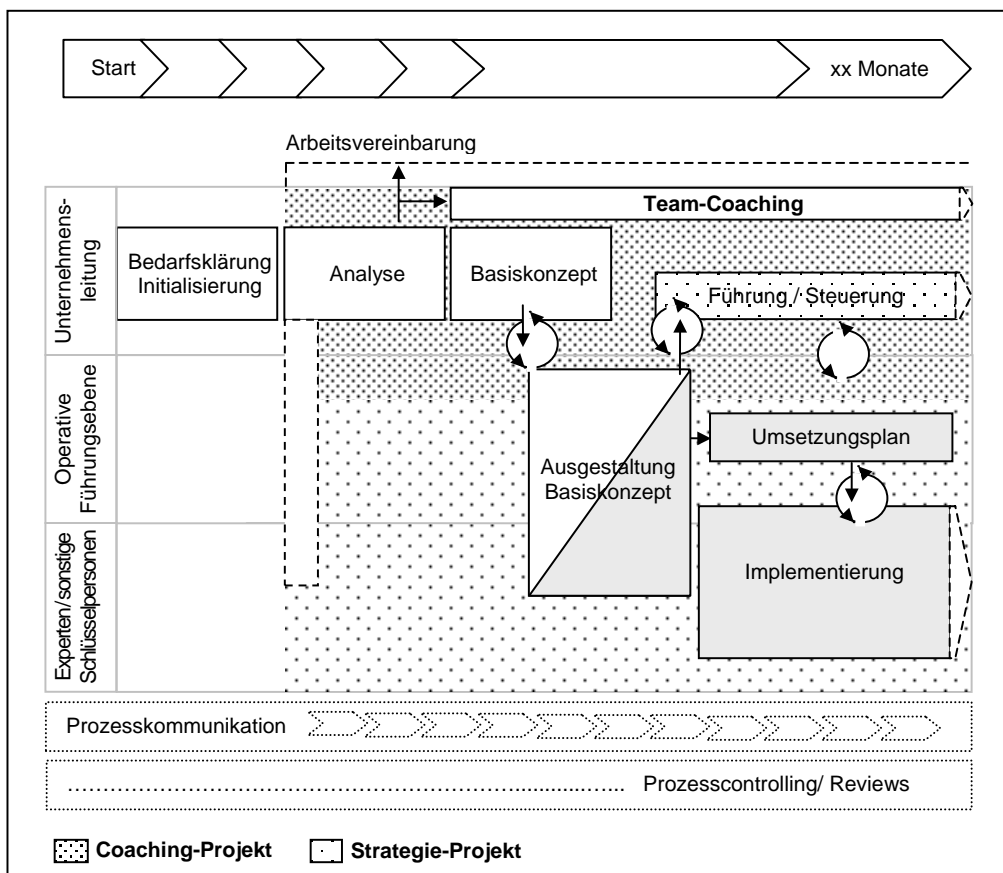 Start
xx Monate
Arbeitsvereinbarung
Unternehmens-
leitung
Team-Coaching
Bedarfsklärung
Initialisierung
Analyse
Basiskonzept
Führung / Steuerung
Operative
Führungsebene
Ausgestaltung
Basiskonzept
Umsetzungsplan
Experten/sonstige
Schlüsselpersonen
Implementierung
Prozesskommunikation
Prozesscontrolling/ Reviews
Coaching-Projekt
Strategie-Projekt